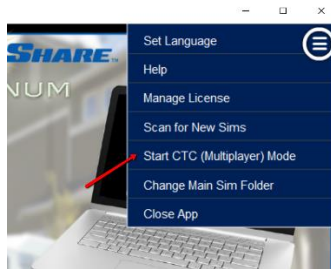 SHARE™
NUM
Set Language
Help
Manage License
Scan for New Sims
Start CTC (Multiplayer) Mode
Change Main Sim Folder
Close App